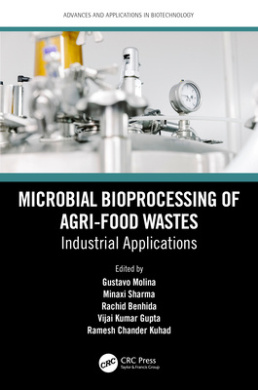 ADVANCES AND APPLICATIONS IN BIOTECHNOLOGY
MICROBIAL BIOPROCESSING OF
AGRI-FOOD WASTES
Industrial Applications
Edited by
Gustavo Molina
Minaxi Sharma
Rachid Benhida
Vijai Kumar Gupta
Ramesh Chander Kuhad
CRC
CRC Press
Taylor & Francis Group